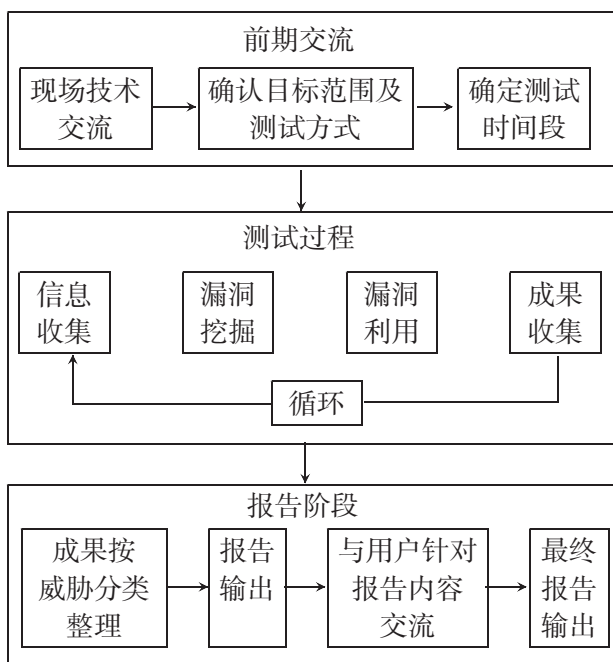 前期交流
现场技术
交流
确认目标范围及
测试方式
确定测试
时间段
测试过程
信息
收集
漏洞
挖掘
漏洞
利用
成果
收集
循环
报告阶段
成果按
威胁分类
整理
报告
输出
与用户针对
报告内容
交流
最终
报告
输出